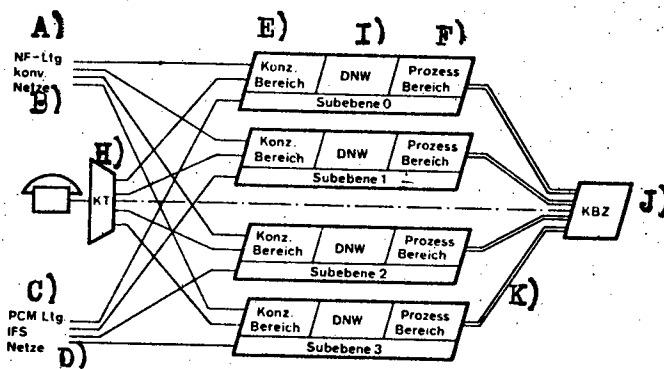 A)
NF-Ltg
konv.
Netze
B)
C)
PCM Ltg.
IFS
Netze
D)
H)
KT
E)
I)
F)
Konz.
Bereich
DNW
Prozess
Bereich
Subebene 0
Konz.
Bereich
DNW
Prozess
Bereich
Subebene 1
Konz.
Bereich
DNW
Prozess
Bereich
Subebene 2
Konz.
Bereich
DNW
Prozess
Bereich
Subebene 3
KBZ
J)
K)